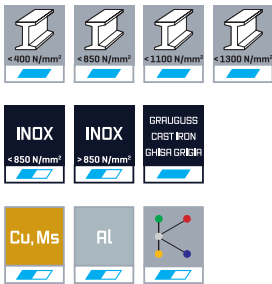 <400 N/mm²
<850 N/mm²
<1100 N/mm²
<1300 N/mm²
INOX
<850 N/mm²
INOX
>850 N/mm²
GRAUGUSS
CAST IRON
GHISA GRIGIA
Cu, Ms
Al